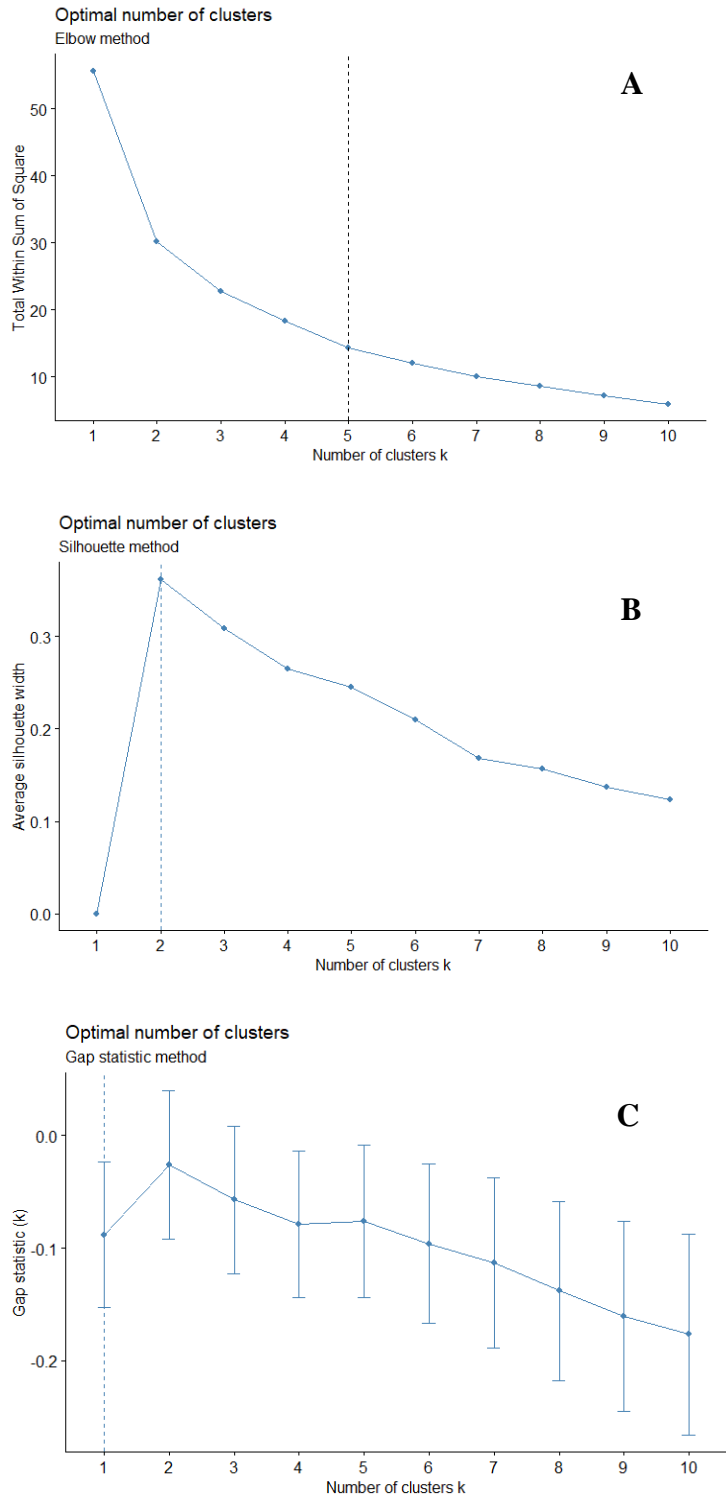 Optimal number of clusters
Elbow method
A
50
40
30
20
10
Total Within Sum of Square
1 2 3 4 5 6 7 8 9 10
Number of clusters k
Optimal number of clusters
Silhouette method
B
0.3
0.2
0.1
0.0
Average silhouette width
1 2 3 4 5 6 7 8 9 10
Number of clusters k
Optimal number of clusters
Gap statistic method
C
0.0
-0.1
-0.2
Gap statistic (k)
1 2 3 4 5 6 7 8 9 10
Number of clusters k